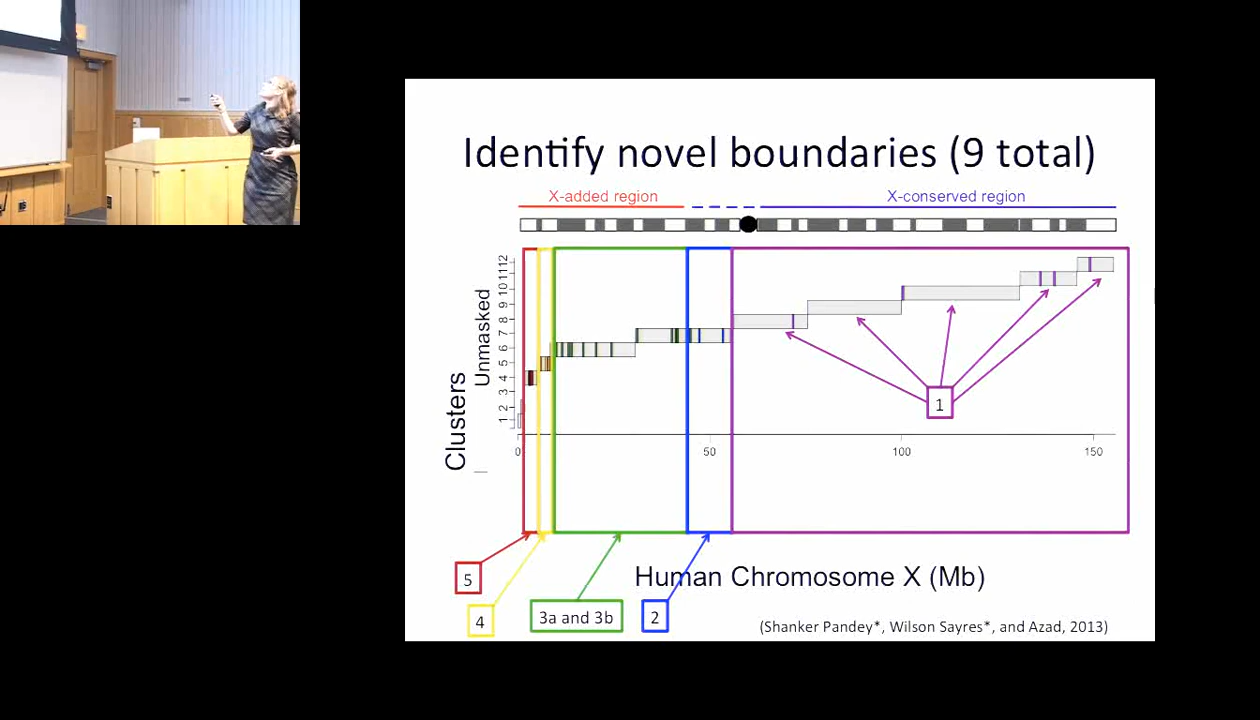 Identify novel boundaries (9 total)
X-added region
X-conserved region
Clusters
Unmasked
1 2 3 4 5 6 7 8 9 10 11 12
1
0 50 100 150
5
4
3a and 3b
2
Human Chromosome X (Mb)
(Shanker Pandey*, Wilson Sayres*, and Azad, 2013)